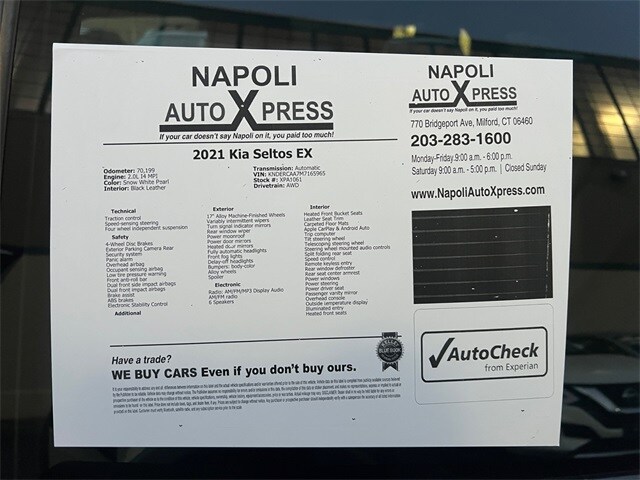 NAPOLI
AUTO XPRESS
If your car doesn't say Napoli on it, you paid too much!
2021 Kia Seltos EX
Odometer: 70,199
Engine: 2.0L I4 MPI
Color: Snow White Pearl
Interior: Black Leather
Transmission: Automatic
VIN: KNDERCAA7M7165965
Stock #: XPA1061
Drivetrain: AWD
Technical
Traction control
Speed-sensing steering
Four wheel independent suspension
Safety
4-Wheel Disc Brakes
Exterior Parking Camera Rear
Security system
Panic alarm
Overhead airbag
Occupant sensing airbag
Low tire pressure warning
Front anti-roll bar
Dual front side impact airbags
Dual front impact airbags
Brake assist
ABS brakes
Electronic Stability Control
Additional
Exterior
17" Alloy Machine-Finished Wheels
Variably intermittent wipers
Turn signal indicator mirrors
Rear window wiper
Power moonroof
Power door mirrors
Heated door mirrors
Fully automatic headlights
Delay-off headlights
Front fog lights
Bumpers: body-color
Alloy wheels
Spoiler
Electronic
Radio: AM/FM/MP3 Display Audio
AM/FM radio
6 Speakers
Interior
Heated Front Bucket Seats
Leather Seat Trim
Carpeted Floor Mats
Apple CarPlay & Android Auto
Trip computer
Tilt steering wheel
Telescoping steering wheel
Steering wheel mounted audio controls
Split folding rear seat
Speed control
Remote keyless entry
Rear window defroster
Rear seat center armrest
Power windows
Power steering
Power driver seat
Passenger vanity mirror
Overhead console
Outside temperature display
Illuminated entry
Heated front seats
Have a trade?
WE BUY CARS Even if you don't buy ours.
KELLEY
BLUE BOOK
NAPOLI
AUTO XPRESS
If your car doesn't say Napoli on it, you paid too much!
770 Bridgeport Ave, Milford, CT 06460
203-283-1600
Monday-Friday.9:00 a.m. - 6:00 p.m.
Saturday 9:00 a.m. - 5:00 p.m. | Closed Sunday
www.NapoliAutoXpress.com
AutoCheck
from Experian